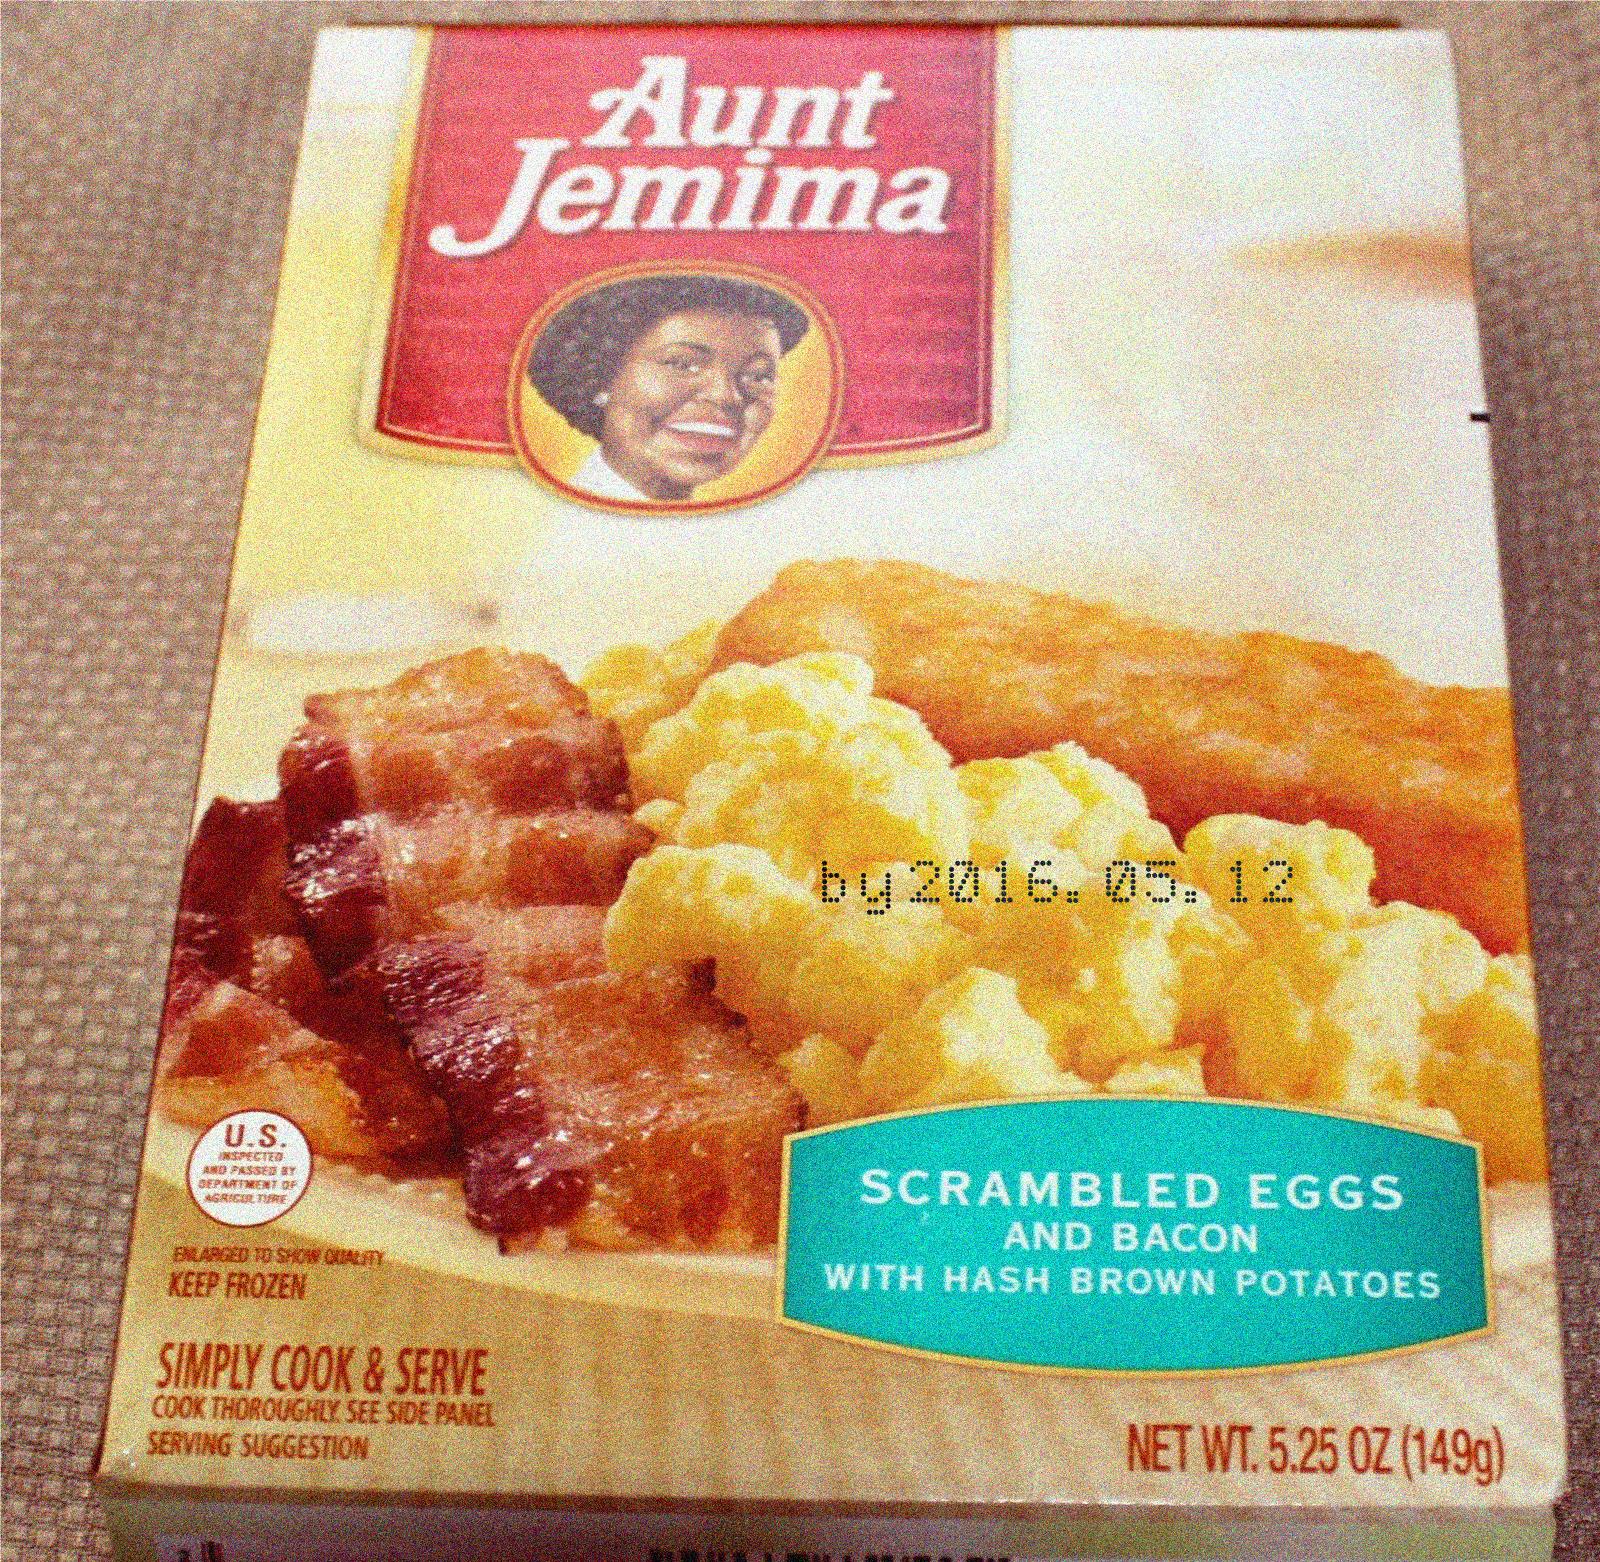 Aunt
Jemima
by2016.05.12
U.S.
INSPECTED
AND PASSED BY
DEPARTMENT OF
AGRICULTURE
SCRAMBLED EGGS
AND BACON
WITH HASH BROWN POTATOES
ENLARGED TO SHOW QUALITY
KEEP FROZEN
SIMPLY COOK & SERVE
COOK THOROUGHLY. SEE SIDE PANEL
SERVING SUGGESTION
NET WT. 5.25 OZ (149g)